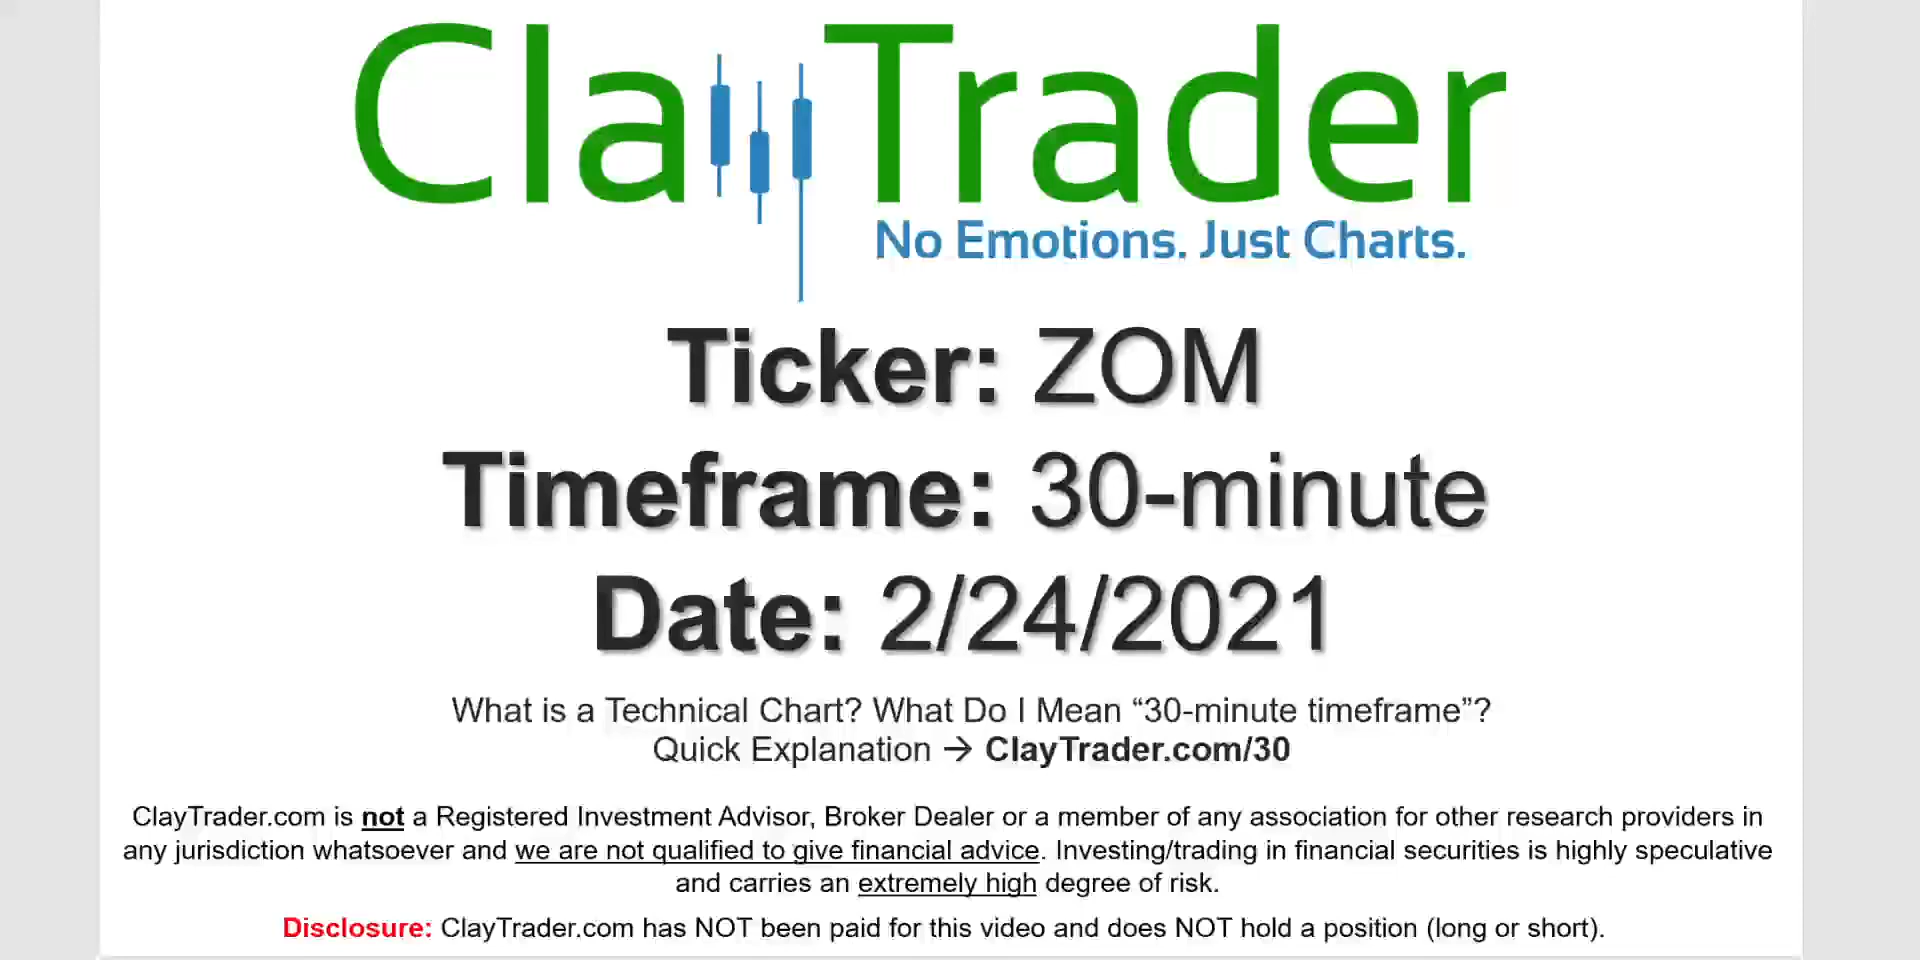 ClayTrader
No Emotions. Just Charts.
Ticker: ZOM
Timeframe: 30-minute
Date: 2/24/2021
What is a Technical Chart? What Do I Mean “30-minute timeframe”?
Quick Explanation → ClayTrader.com/30
ClayTrader.com is not a Registered Investment Advisor, Broker Dealer or a member of any association for other research providers in
any jurisdiction whatsoever and we are not qualified to give financial advice. Investing/trading in financial securities is highly speculative
and carries an extremely high degree of risk.
Disclosure: ClayTrader.com has NOT been paid for this video and does NOT hold a position (long or short).